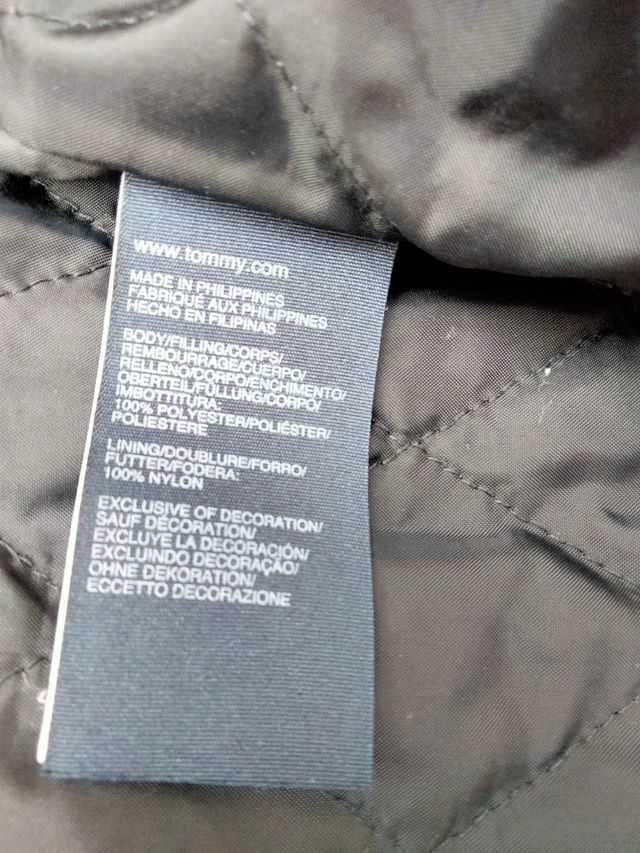 www.tommy.com
MADE IN PHILIPPINES
FABRIQUÉ AUX PHILIPPINES
HECHO EN FILIPINAS
BODY/FILLING/CORPS/
REMBOURRAGE/CUERPO/
RELLENO/CORPO/ENCHIMENTO/
OBERTEIL/FÜLLUNG/CORPO/
IMBOTTITURA:
100% POLYESTER/POLIÉSTER/
POLIESTERE
LINING/DOUBLURE/FORRO/
FUTTER/FODERA:
100% NYLON
EXCLUSIVE OF DECORATION/
SAUF DÉCORATION/
EXCLUYE LA DECORACIÓN/
EXCLUINDO DECORAÇÃO/
OHNE DEKORATION/
ECCETTO DECORAZIONE